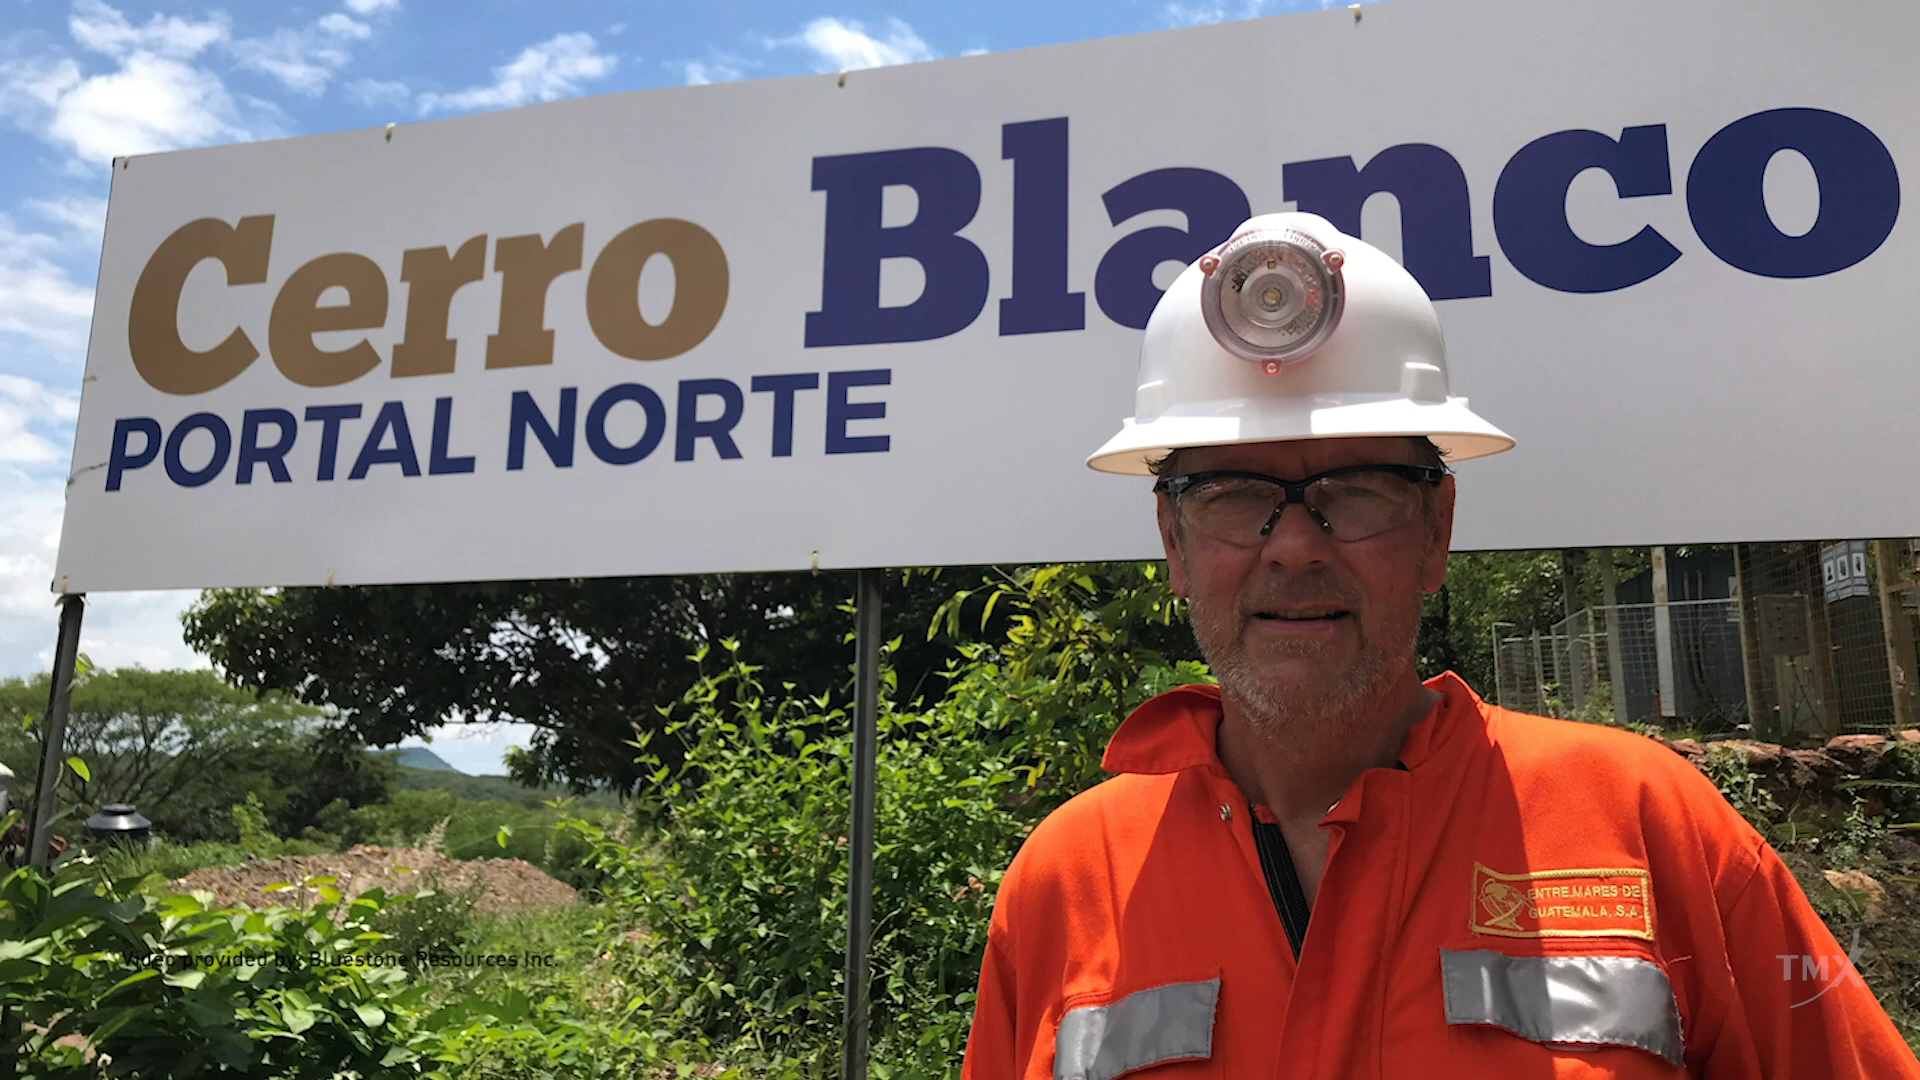 Cerro Blanco
PORTAL NORTE
ENTRE MARES DE
GUATEMALA, S.A.
Video provided by: Bluestone Resources Inc.
TMX